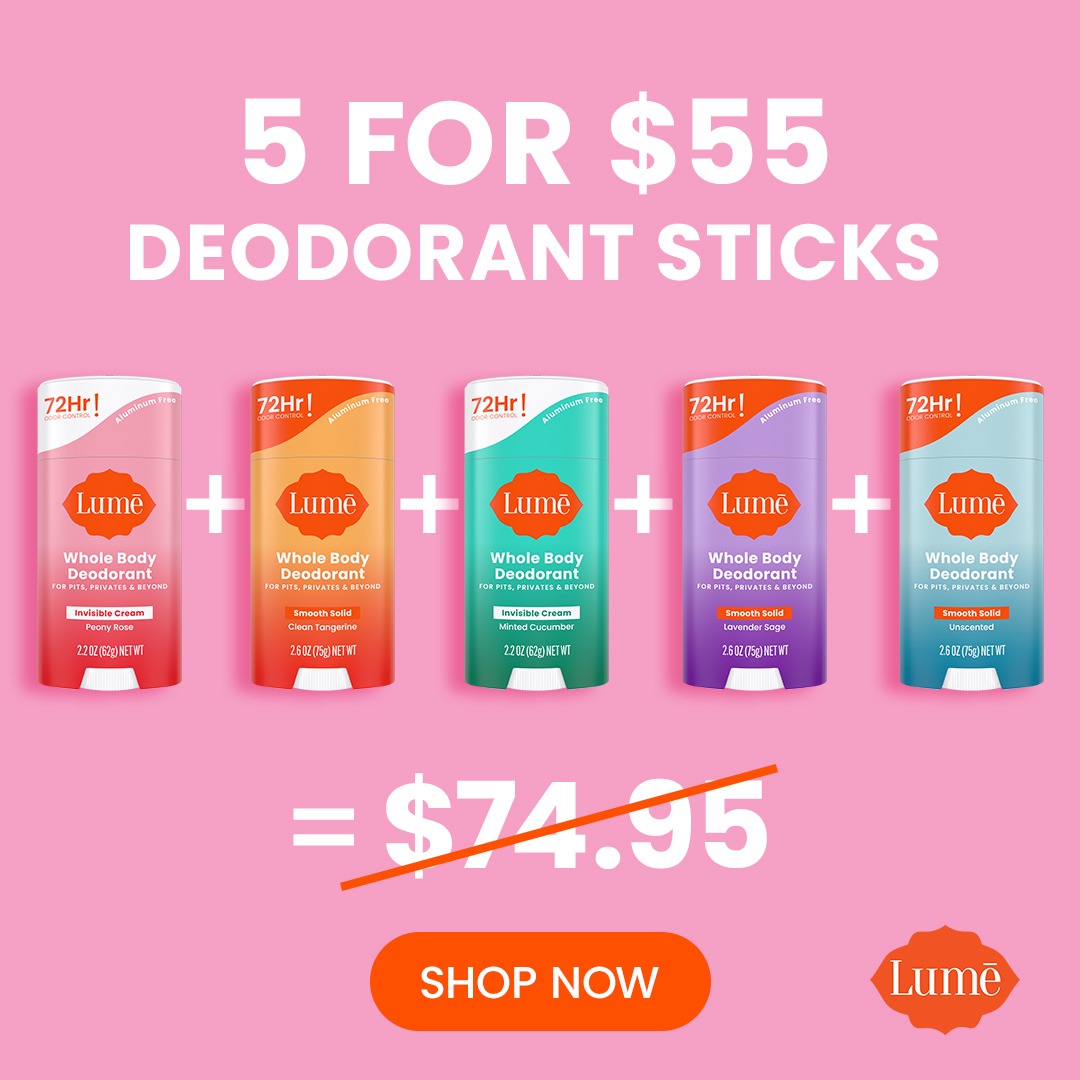 5 FOR $55
DEODORANT STICKS
72Hr!
ODOR CONTROL
Aluminum Free
Lumē
Whole Body
Deodorant
FOR PITS, PRIVATES & BEYOND
Invisible Cream
Peony Rose
2.2 OZ (62g) NET WT
+
72Hr!
ODOR CONTROL
Aluminum Free
Lumē
Whole Body
Deodorant
FOR PITS, PRIVATES & BEYOND
Smooth Solid
Clean Tangerine
2.6 OZ (75g) NET WT
+
72Hr!
ODOR CONTROL
Aluminum Free
Lumē
Whole Body
Deodorant
FOR PITS, PRIVATES & BEYOND
Invisible Cream
Minted Cucumber
2.2 OZ (62g) NET WT
+
72Hr!
ODOR CONTROL
Aluminum Free
Lumē
Whole Body
Deodorant
FOR PITS, PRIVATES & BEYOND
Smooth Solid
Lavender Sage
2.6 OZ (75g) NET WT
+
72Hr!
ODOR CONTROL
Aluminum Free
Lumē
Whole Body
Deodorant
FOR PITS, PRIVATES & BEYOND
Smooth Solid
Unscented
2.6 OZ (75g) NET WT
= $74.95
SHOP NOW
Lumē